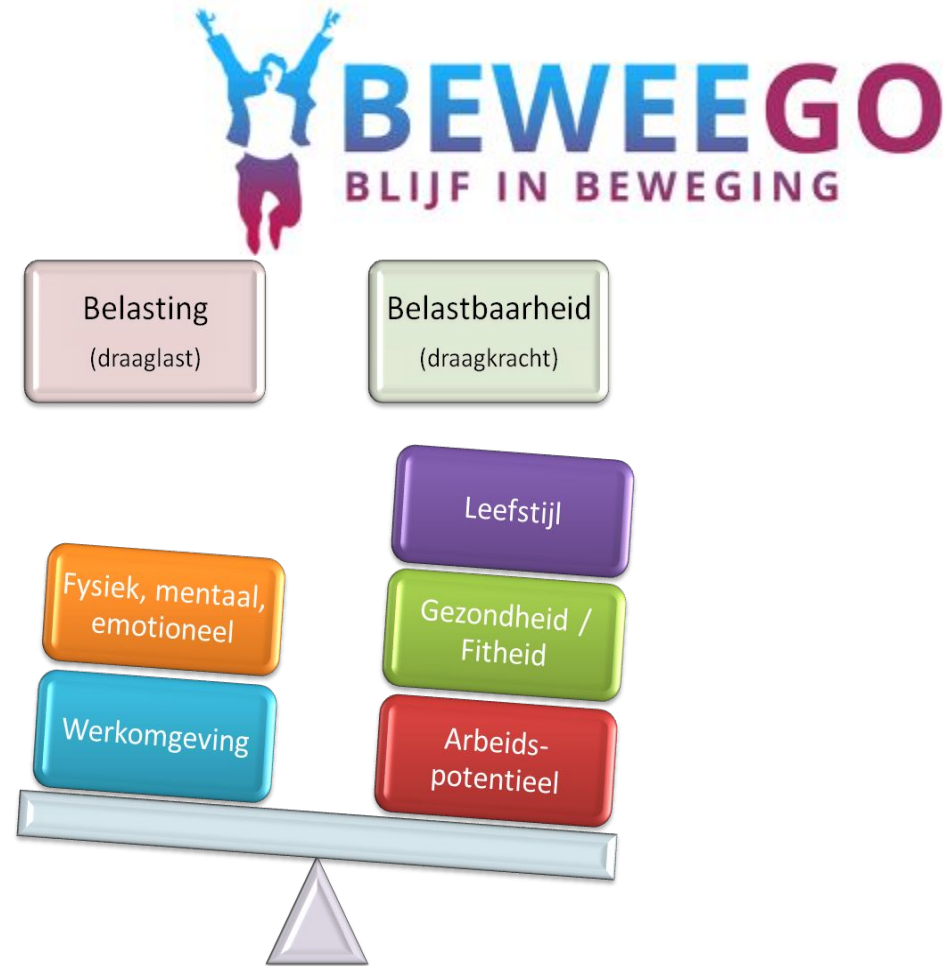 BEWEEGO
BLIJF IN BEWEGING
Belasting
(draaglast)
Belastbaarheid
(draagkracht)
Leefstijl
Fysiek, mentaal,
emotioneel
Gezondheid /
Fitheid
Werkomgeving
Arbeids-
potentieel